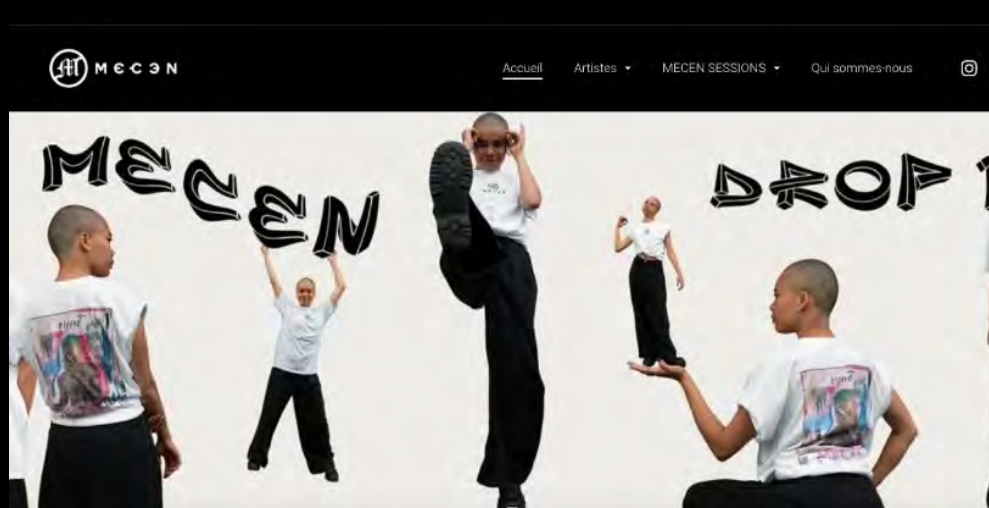 MECEN
Accueil
Artistes
MECEN SESSIONS
Qui sommes-nous
MECEN
DROP